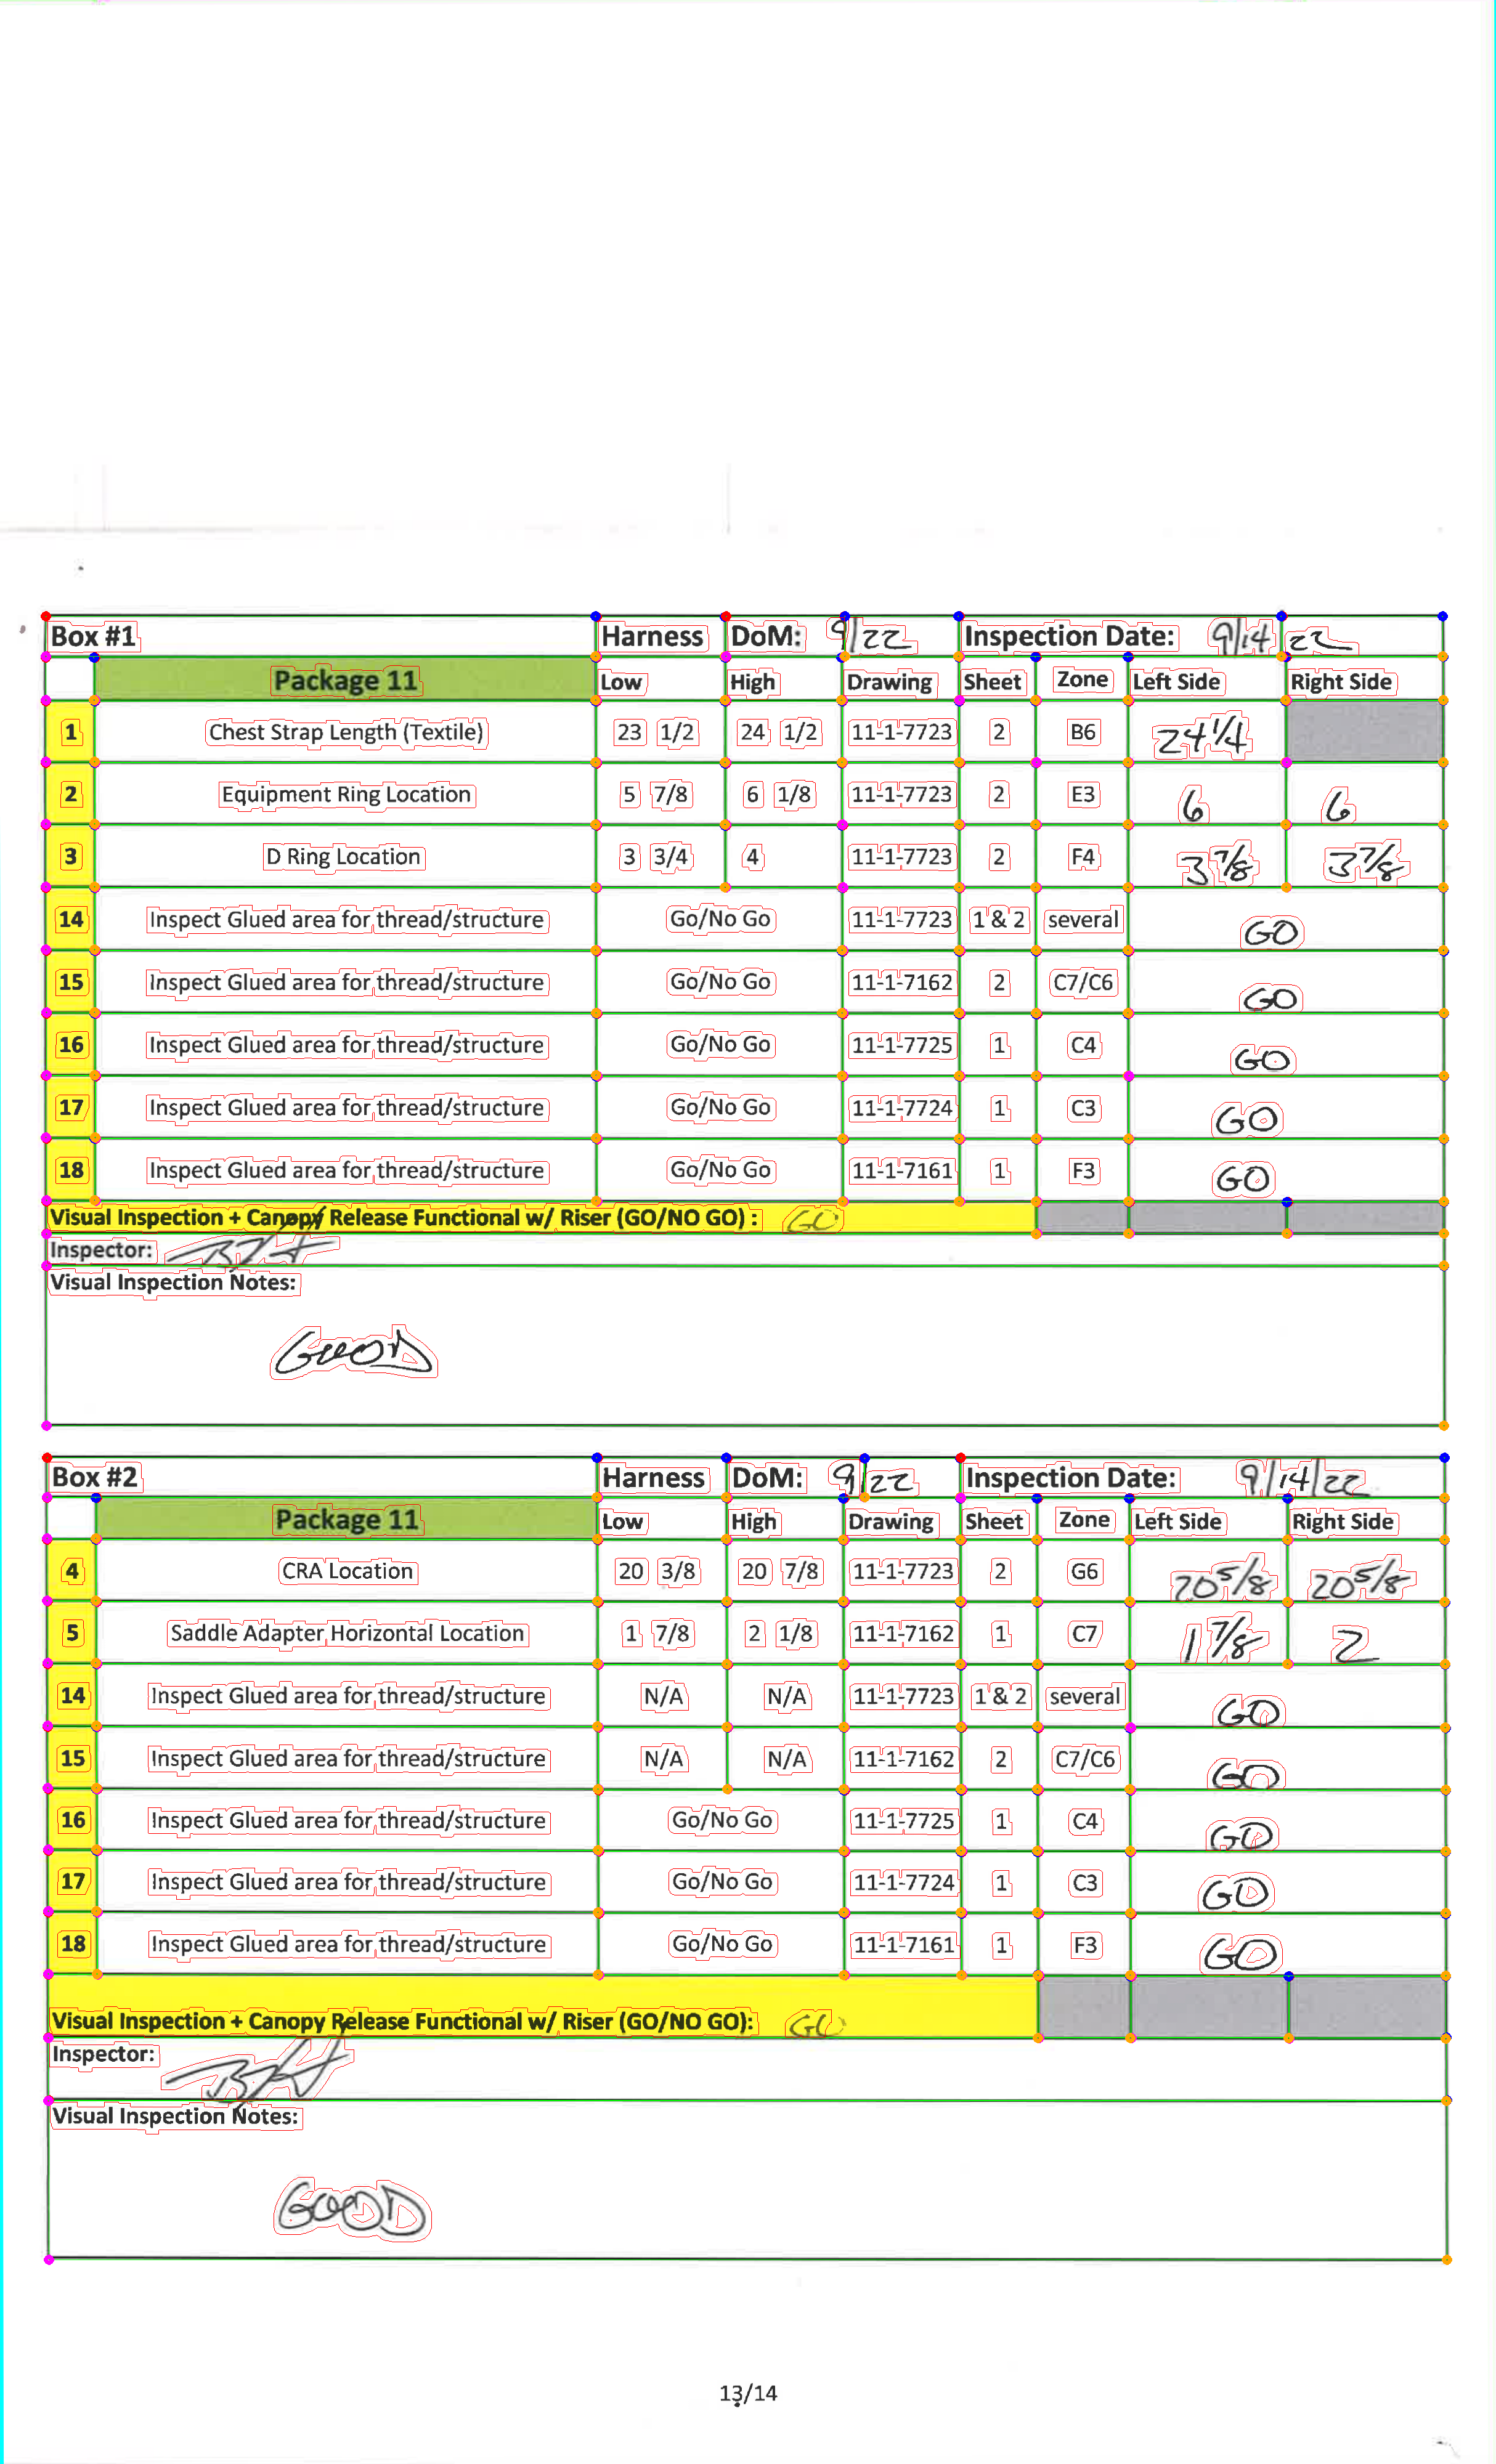 Box #1 Harness DoM: 9/22 Inspection Date: 9/14/22
Package 11 Low High Drawing Sheet Zone Left Side Right Side
1 Chest Strap Length (Textile) 23 1/2 24 1/2 11-1-7723 2 B6 24 1/4
2 Equipment Ring Location 5 7/8 6 1/8 11-1-7723 2 E3 6 6
3 D Ring Location 3 3/4 4 11-1-7723 2 F4 3 7/8 3 7/8
14 Inspect Glued area for thread/structure Go/No Go 11-1-7723 1 & 2 several GO
15 Inspect Glued area for thread/structure Go/No Go 11-1-7162 2 C7/C6 GO
16 Inspect Glued area for thread/structure Go/No Go 11-1-7725 1 C4 GO
17 Inspect Glued area for thread/structure Go/No Go 11-1-7724 1 C3 GO
18 Inspect Glued area for thread/structure Go/No Go 11-1-7161 1 F3 GO
Visual Inspection + Canopy Release Functional w/ Riser (GO/NO GO) : GO
Inspector:
Visual Inspection Notes:
GOOD
Box #2 Harness DoM: 9/22 Inspection Date: 9/14/22
Package 11 Low High Drawing Sheet Zone Left Side Right Side
4 CRA Location 20 3/8 20 7/8 11-1-7723 2 G6 20 5/8 20 5/8
5 Saddle Adapter Horizontal Location 1 7/8 2 1/8 11-1-7162 1 C7 1 7/8 2
14 Inspect Glued area for thread/structure N/A N/A 11-1-7723 1 & 2 several GO
15 Inspect Glued area for thread/structure N/A N/A 11-1-7162 2 C7/C6 GO
16 Inspect Glued area for thread/structure Go/No Go 11-1-7725 1 C4 GO
17 Inspect Glued area for thread/structure Go/No Go 11-1-7724 1 C3 GO
18 Inspect Glued area for thread/structure Go/No Go 11-1-7161 1 F3 GO
Visual Inspection + Canopy Release Functional w/ Riser (GO/NO GO): GO
Inspector:
Visual Inspection Notes:
GOOD
13/14